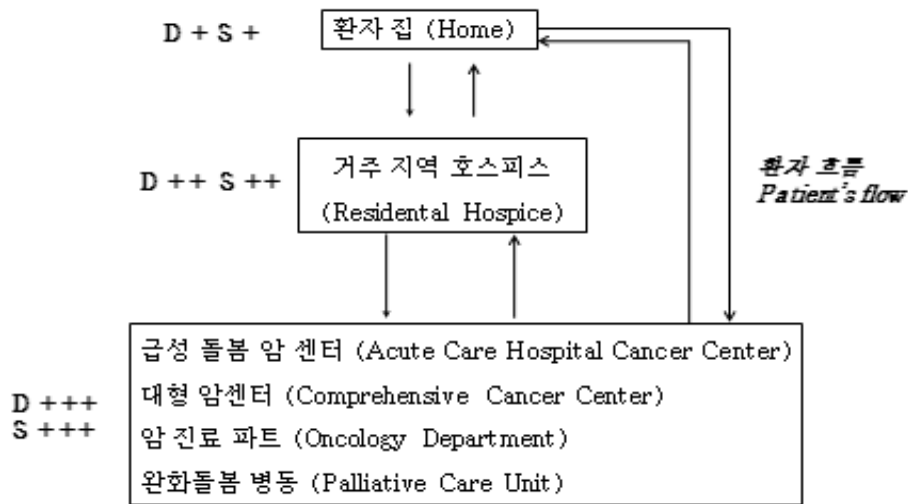 D + S +
환자 집 (Home)
D ++ S ++
거주 지역 호스피스
(Residental Hospice)
환자 흐름
Patient's flow
D +++
S +++
급성 돌봄 암 센터 (Acute Care Hospital Cancer Center)
대형 암센터 (Comprehensive Cancer Center)
암 진료 파트 (Oncology Department)
완화돌봄 병동 (Palliative Care Unit)